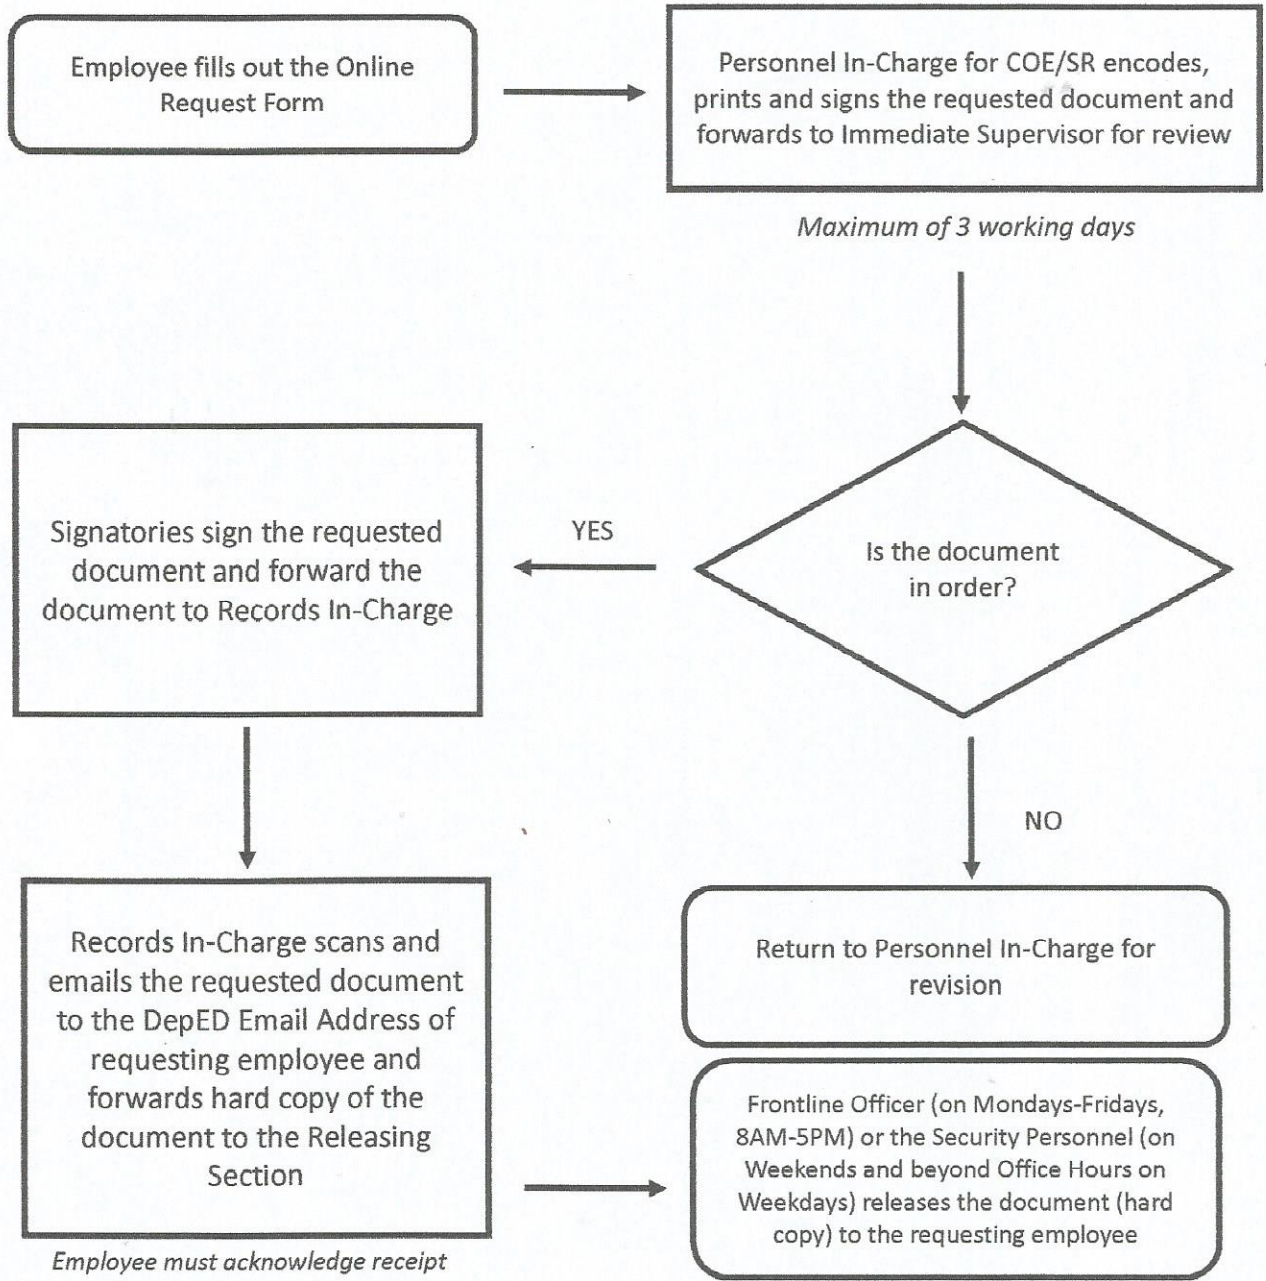 Employee fills out the Online
Request Form
Personnel In-Charge for COE/SR encodes,
prints and signs the requested document and
forwards to Immediate Supervisor for review
Maximum of 3 working days
Is the document
in order?
YES
Signatories sign the requested
document and forward the
document to Records In-Charge
NO
Return to Personnel In-Charge for
revision
Records In-Charge scans and
emails the requested document
to the DepED Email Address of
requesting employee and
forwards hard copy of the
document to the Releasing
Section
Employee must acknowledge receipt
Frontline Officer (on Mondays-Fridays,
8AM-5PM) or the Security Personnel (on
Weekends and beyond Office Hours on
Weekdays) releases the document (hard
copy) to the requesting employee